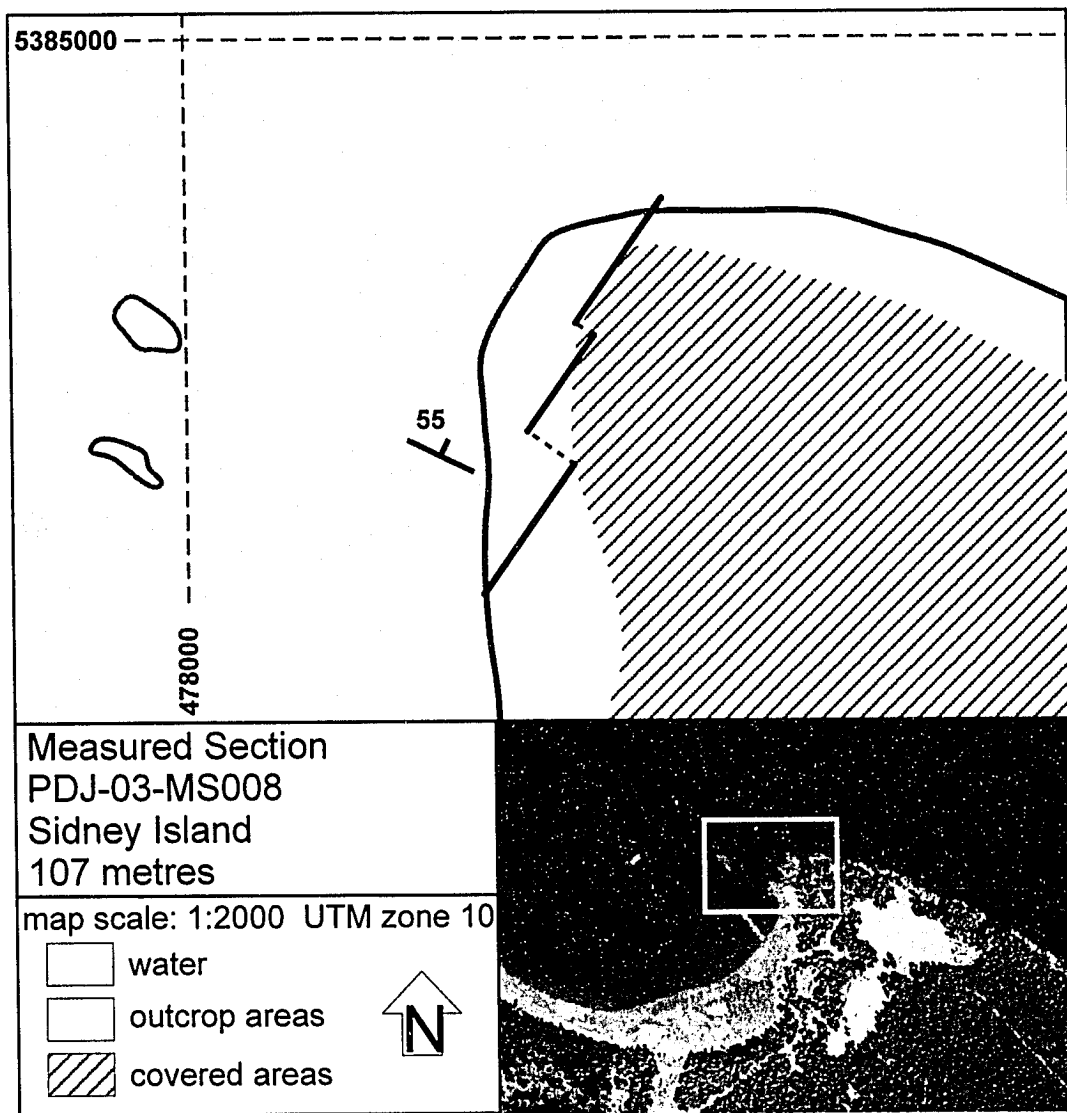 5385000
55
478000
Measured Section
PDJ-03-MS008
Sidney Island
107 metres
map scale: 1:2000 UTM zone 10
water
outcrop areas
covered areas
N